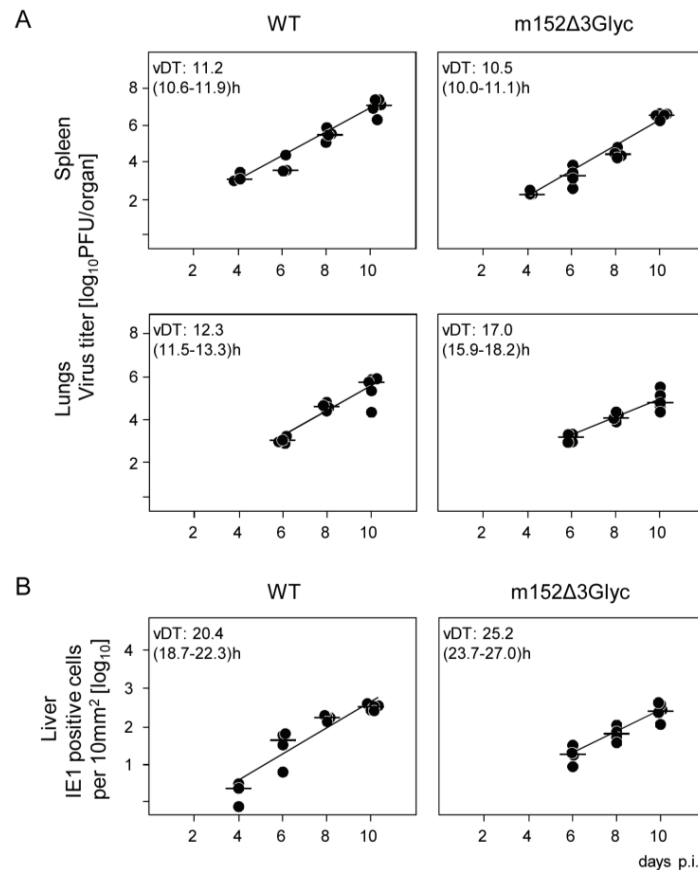 A
WT
m152Δ3Glyc
Spleen
Lungs
Virus titer [log₁₀PFU/organ]
vDT: 11.2
(10.6-11.9)h
8
6
4
2
2 4 6 8 10
vDT: 10.5
(10.0-11.1)h
2 4 6 8 10
vDT: 12.3
(11.5-13.3)h
8
6
4
2
2 4 6 8 10
vDT: 17.0
(15.9-18.2)h
2 4 6 8 10
B
WT
m152Δ3Glyc
Liver
IE1 positive cells
per 10mm² [log₁₀]
vDT: 20.4
(18.7-22.3)h
4
3
2
1
2 4 6 8 10
vDT: 25.2
(23.7-27.0)h
2 4 6 8 10
days p.i.